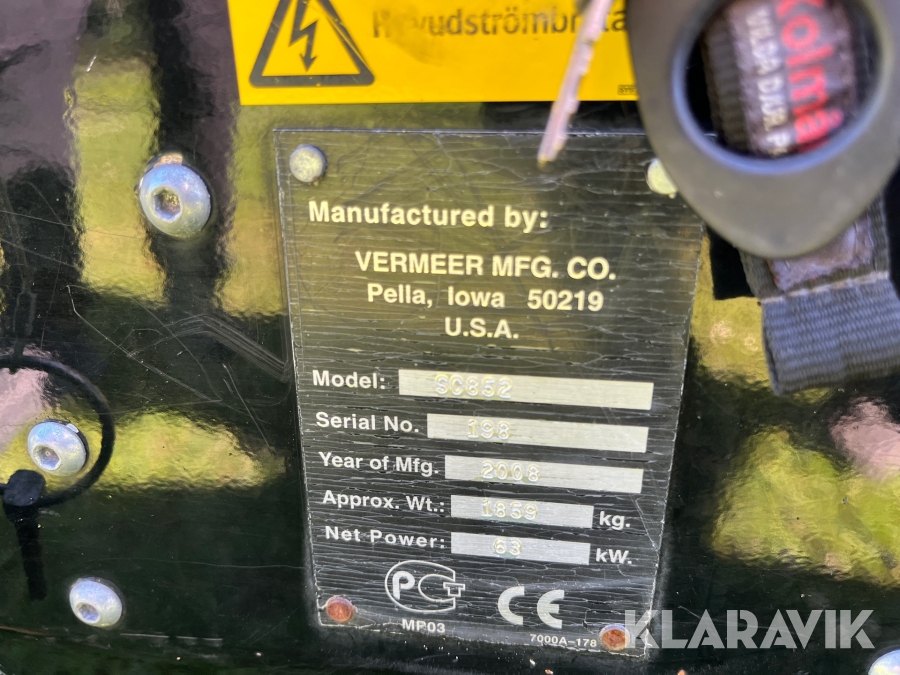 Manufactured by:
VERMEER MFG. CO.
Pella, Iowa 50219
U.S.A.
Model: SC852
Serial No. 198
Year of Mfg. 2008
Approx. Wt.: 1859 kg.
Net Power: 63 kW.
PCT
CE
MP03
7000A-178
KLARAVIK